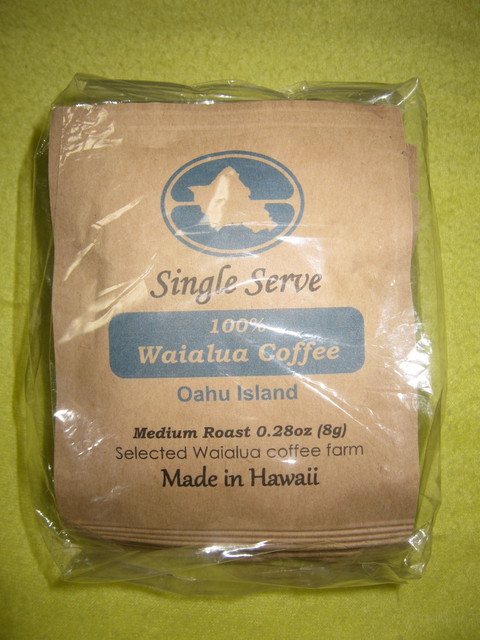 Single Serve
100%
Waialua Coffee
Oahu Island
Medium Roast 0.28oz (8g)
Selected Waialua coffee farm
Made in Hawaii